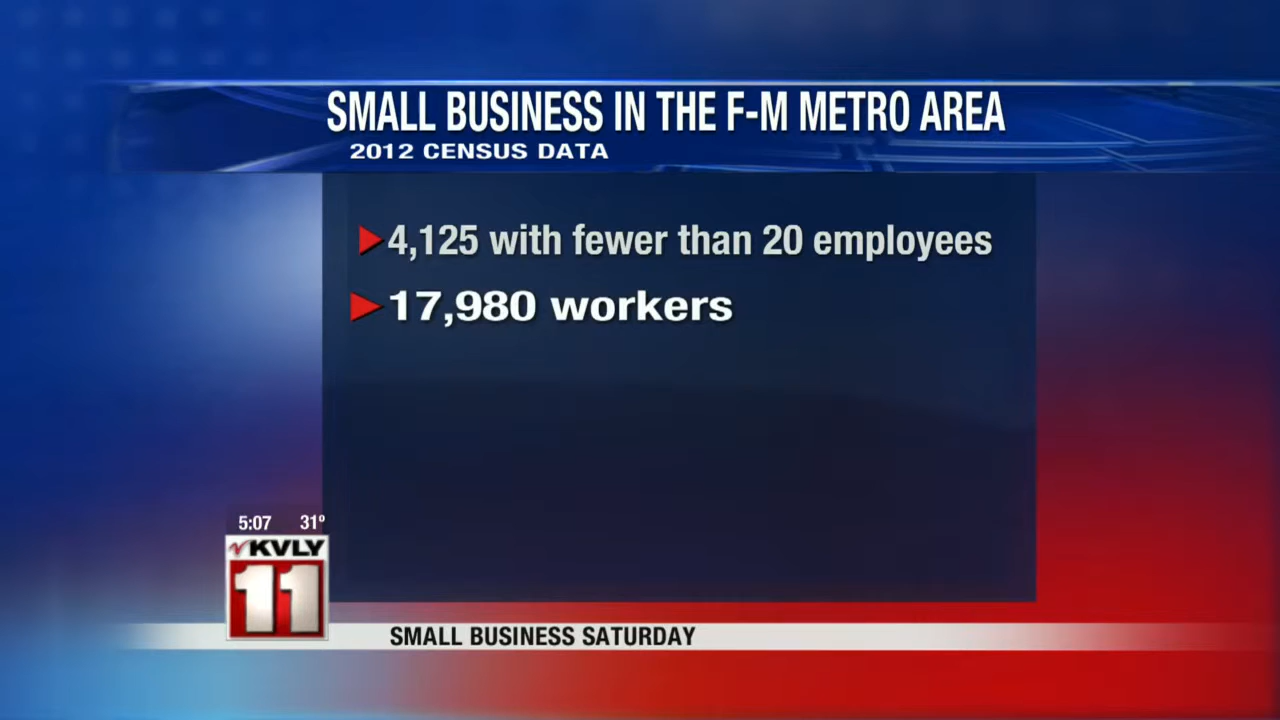 SMALL BUSINESS IN THE F-M METRO AREA
2012 CENSUS DATA
4,125 with fewer than 20 employees
17,980 workers
5:07 31º
KVLY
11
SMALL BUSINESS SATURDAY